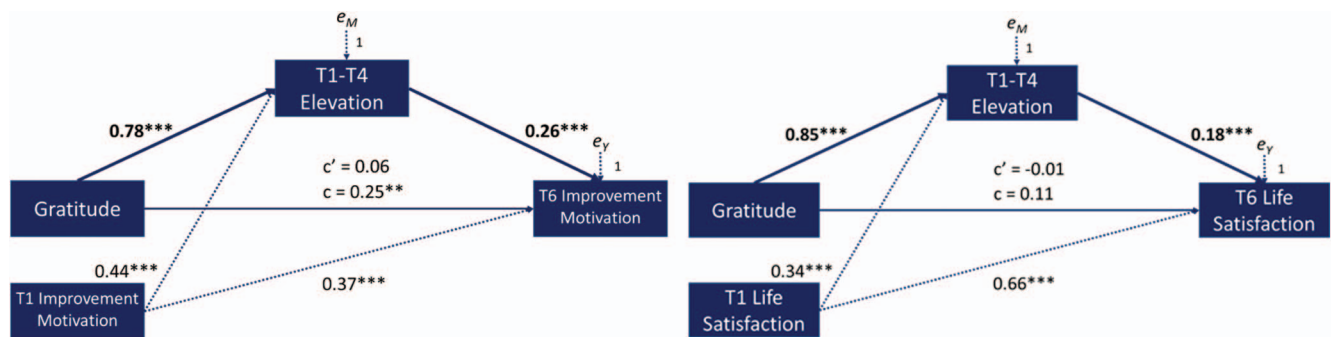 e_M
1
T1-T4
Elevation
0.78***
0.26***
e_Y
1
c' = 0.06
c = 0.25**
Gratitude
T6 Improvement
Motivation
0.44***
0.37***
T1 Improvement
Motivation
e_M
1
T1-T4
Elevation
0.85***
0.18***
e_Y
1
c' = -0.01
c = 0.11
Gratitude
T6 Life
Satisfaction
0.34***
0.66***
T1 Life
Satisfaction